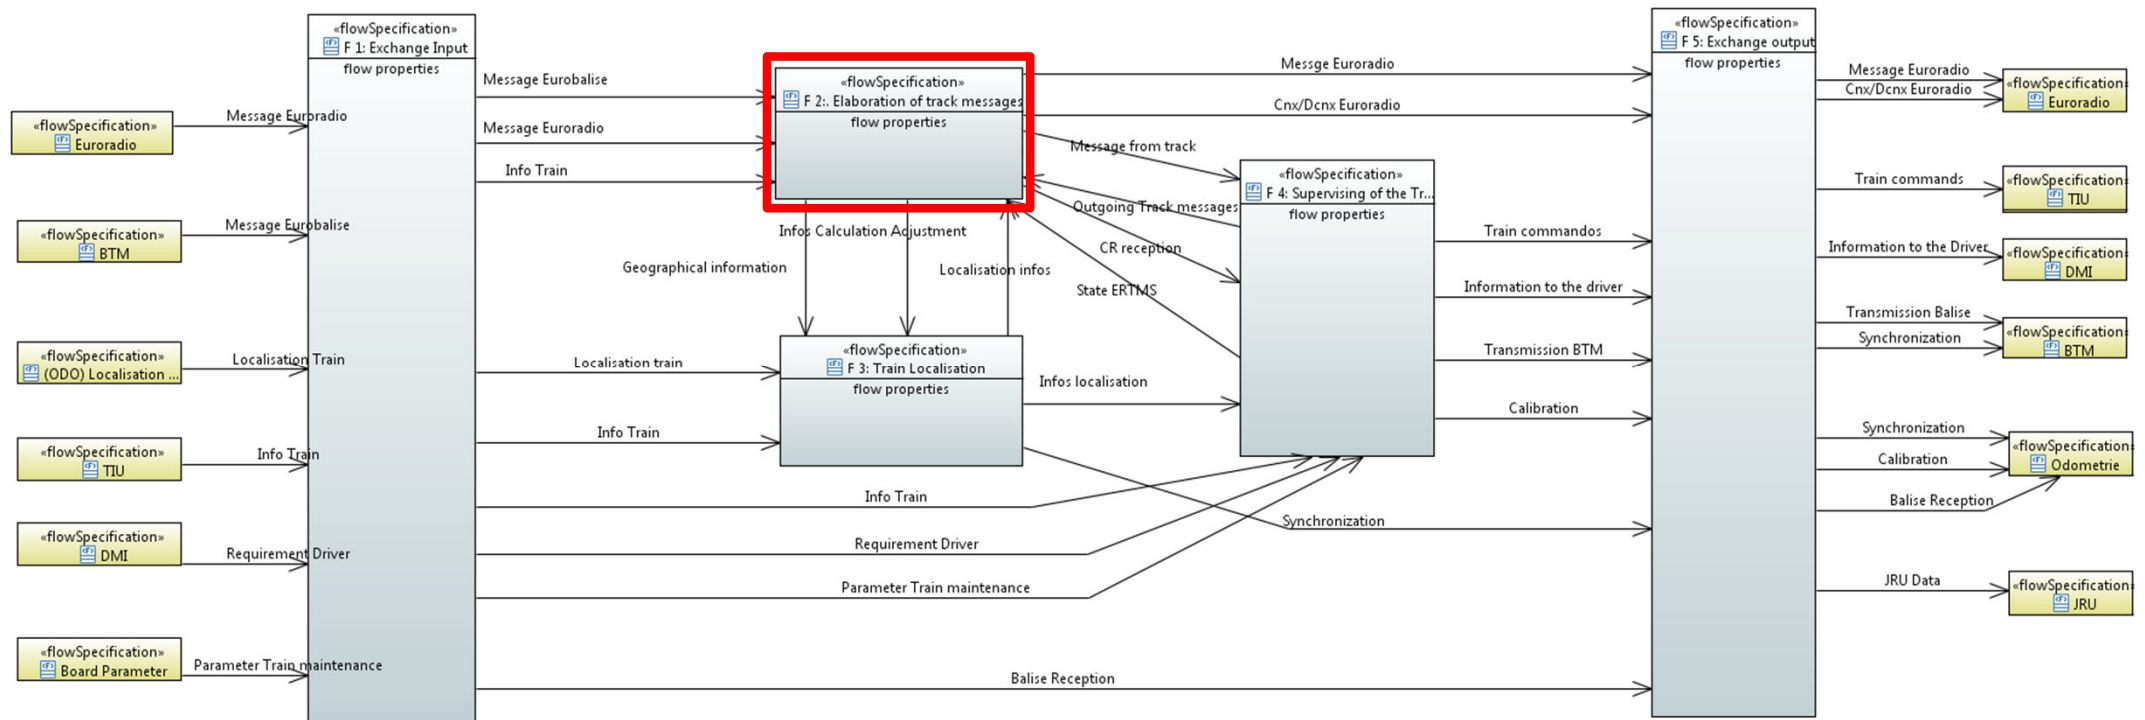 «flowSpecification»
F 1: Exchange Input
flow properties
«flowSpecification»
Euroradio
Message Euroradio
«flowSpecification»
BTM
Message Eurobalise
«flowSpecification»
(ODO) Localisation ...
Localisation Train
«flowSpecification»
TIU
Info Train
«flowSpecification»
DMI
Requirement Driver
«flowSpecification»
Board Parameter
Parameter Train maintenance
Message Eurobalise
Message Euroradio
Info Train
«flowSpecification»
F 2:. Elaboration of track messages
flow properties
Infos Calculation Adjustment
Geographical information
Localisation infos
Localisation train
Info Train
«flowSpecification»
F 3: Train Localisation
flow properties
Info Train
Requirement Driver
Parameter Train maintenance
Balise Reception
Messge Euroradio
Cnx/Dcnx Euroradio
Message from track
Outgoing Track messages
CR reception
State ERTMS
Infos localisation
Synchronization
«flowSpecification»
F 4: Supervising of the Tr...
flow properties
Train commandos
Information to the driver
Transmission BTM
Calibration
«flowSpecification»
F 5: Exchange output
flow properties
Message Euroradio
Cnx/Dcnx Euroradio
«flowSpecification»
Euroradio
Train commands
«flowSpecification»
TIU
Information to the Driver
«flowSpecification»
DMI
Transmission Balise
Synchronization
«flowSpecification»
BTM
Synchronization
Calibration
Balise Reception
«flowSpecification»
Odometrie
JRU Data
«flowSpecification»
JRU